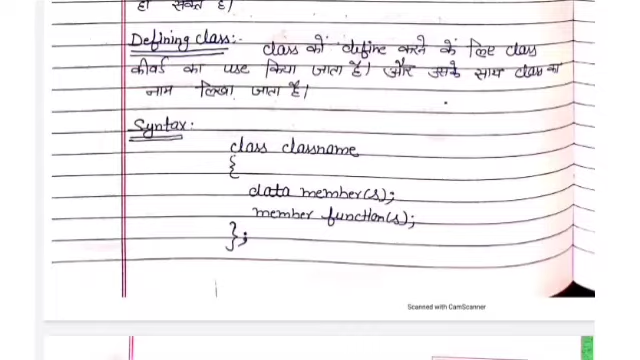 हो सकते है।
Defining class:- class को define करने के लिए class
कीवर्ड का use किया जाता है। और उसके साथ class का
नाम लिखा जाता है।
Syntax:
class classname
{
data member(s);
member function(s);
};
Scanned with CamScanner